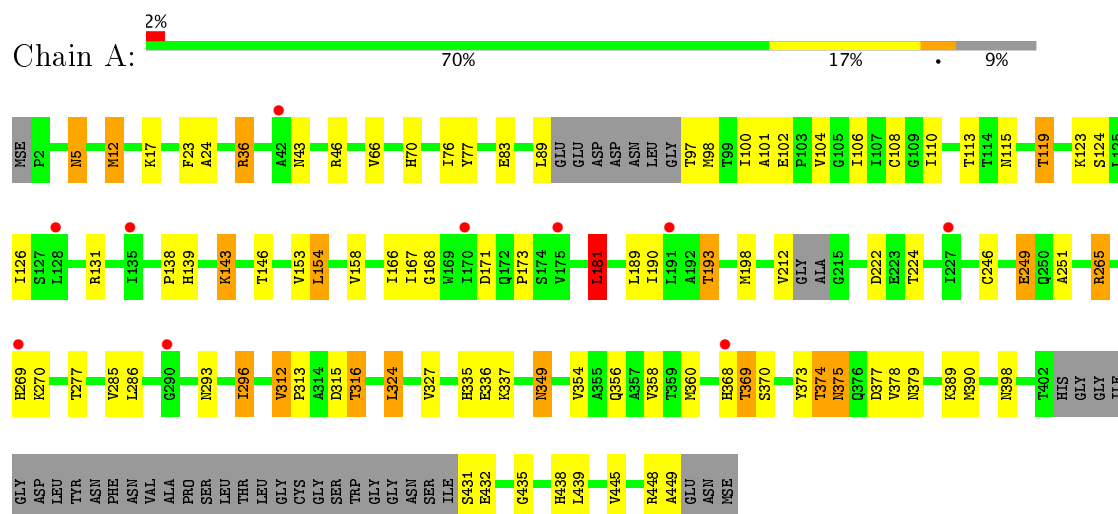 2%
Chain A:
70% 17% • 9%
MSE P2 N5 M12 K17 F23 A24 R36 A42 N43 R46 V66 H70 I76 Y77 E83 L89 GLU GLU ASP ASP ASN LEU GLY T97 M98 T99 I100 A101 E102 P103 V104 G105 I106 I107 C108 G109 I110 T113 T114 N115 T119 K123 S124 L125
I126 S127 L128 R131 I135 P138 H139 K143 T146 V153 L154 V158 I166 I167 G168 W169 I170 D171 Q172 P173 S174 V175 L181 L189 I190 L191 A192 T193 M198 V212 GLY ALA G215 D222 E223 T224 I227 C246 E249 Q250 A251 R265
H269 K270 T277 V285 L286 G290 N293 I296 V312 P313 A314 D315 T316 L324 V327 H335 E336 K337 N349 V354 A355 Q356 A357 V358 T359 M360 H368 T369 S370 Y373 T374 N375 Q376 D377 V378 N379 K389 M390 N398 T402 HIS GLY GLY ILE
GLY ASP LEU TYR ASN PHE ASN VAL ALA PRO SER LEU THR LEU GLY CYS GLY SER TRP GLY GLY ASN SER ILE S431 E432 G435 H438 L439 V445 R448 A449 GLU ASN MSE